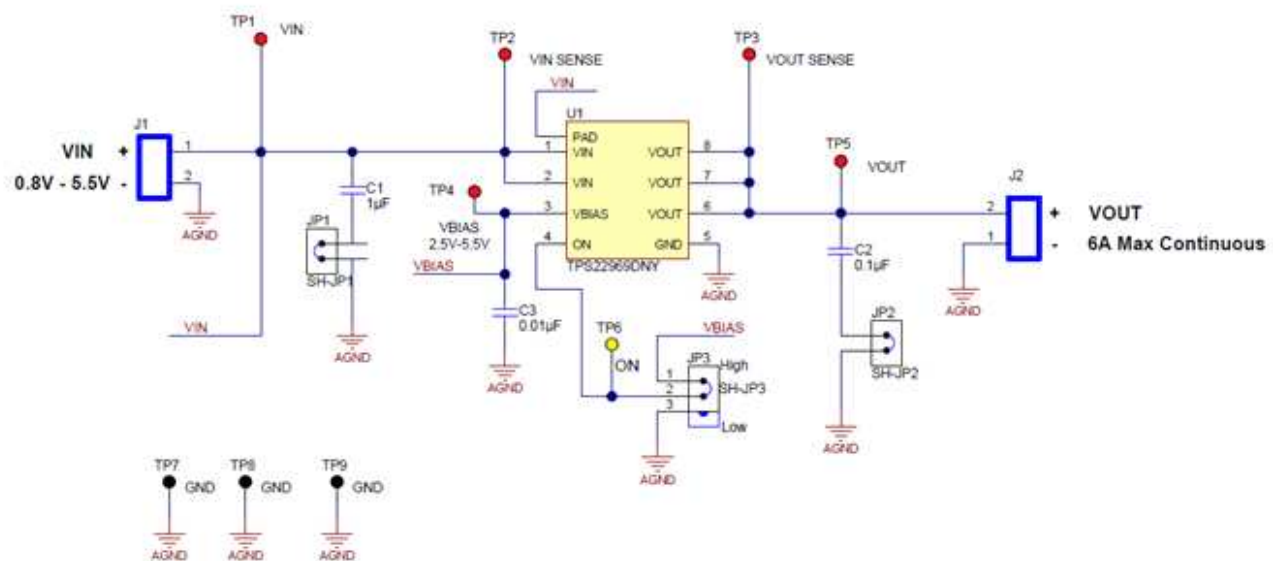 TP1
VIN
TP2
VIN SENSE
TP3
VOUT SENSE
VIN
U1
J1
PAD
VIN +
1
1
VIN
VOUT
8
TP5
VOUT
0.8V - 5.5V -
2
2
VIN
VOUT
7
J2
C1
1µF
TP4
3
VBIAS
VOUT
6
2
+ VOUT
AGND
JP1
VBIAS
2.5V-5.5V
4
ON
GND
5
1
- 6A Max Continuous
C2
0.1µF
VBIAS
TPS22969DNY
SH-JP1
AGND
AGND
C3
0.01µF
TP6
VBIAS
JP2
VIN
AGND
ON
JP3
High
1
2
SH-JP3
3
SH-JP2
AGND
Low
AGND
AGND
TP7
GND
TP8
GND
TP9
GND
AGND
AGND
AGND